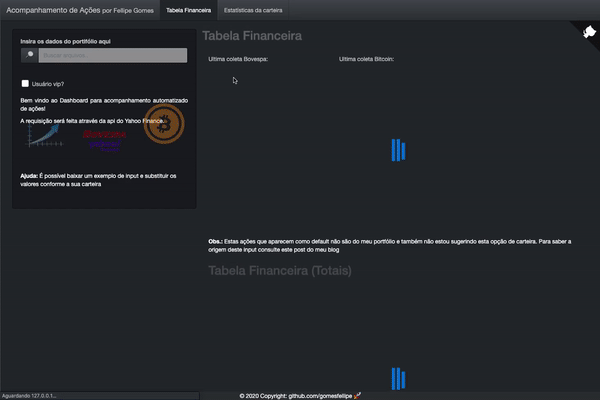 Acompanhamento de Ações por Fellipe Gomes
Tabela Financeira
Estatísticas da carteira
Insira os dados do portifólio aqui
Usuário vip?
Bem vindo ao Dashboard para acompanhamento automatizado
de ações!
A requisição será feita através da api do Yahoo Finance.
Ajuda: É possível baixar um exemplo de input e substituir os
valores conforme a sua carteira
Tabela Financeira
Ultima coleta Bovespa:
Ultima coleta Bitcoin:
Obs.: Estas ações que aparecem como default não são do meu portfólio e também não estou sugerindo esta opção de carteira. Para saber a
origem deste input consulte este post do meu blog
Tabela Financeira (Totais)
Aguardando 127.0.0.1...
© 2020 Copyright: github.com/gomesfellipe